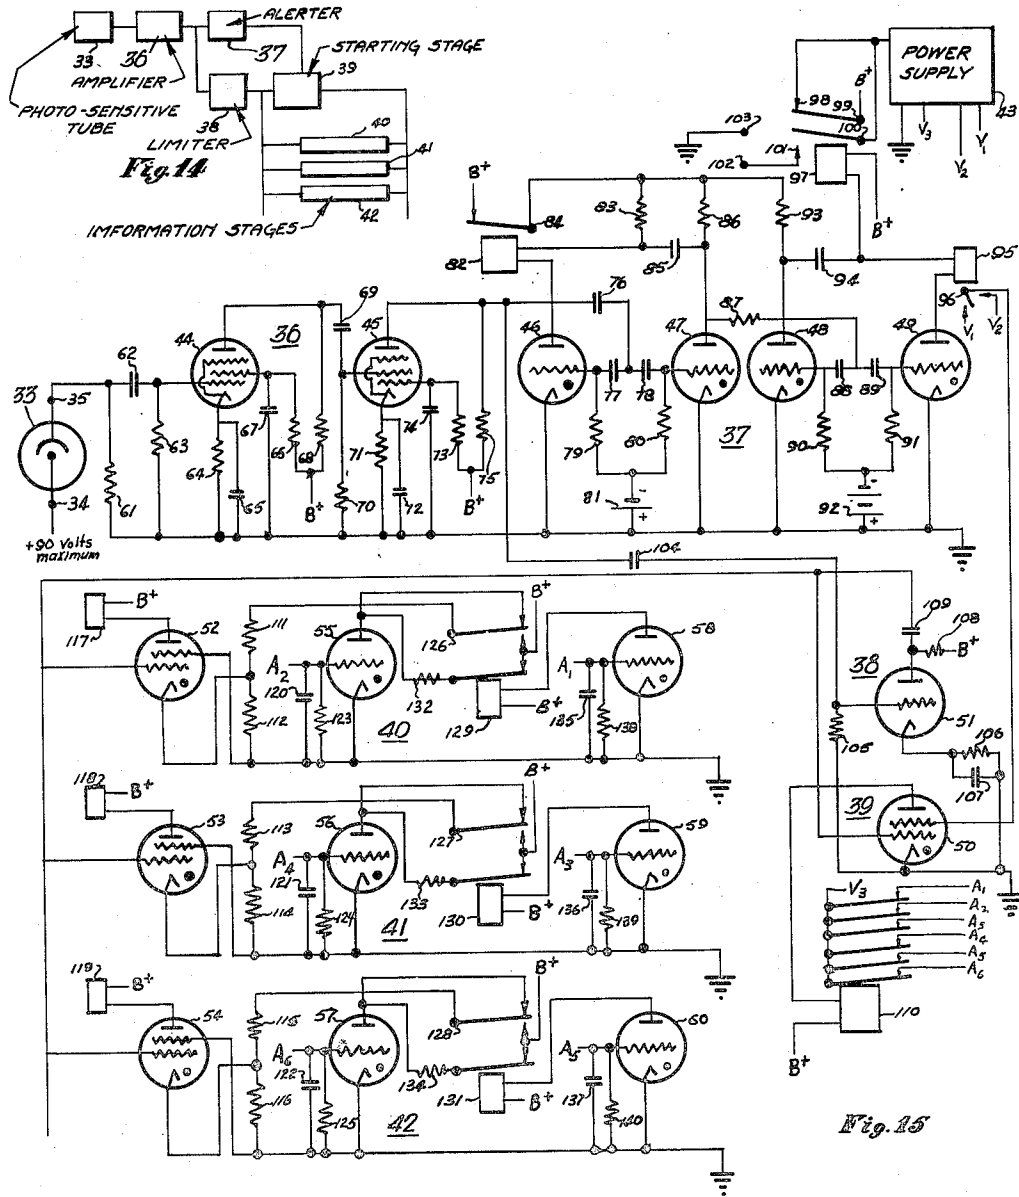 ALERTER
33
36
37
STARTING STAGE
39
AMPLIFIER
PHOTO-SENSITIVE
TUBE
38
LIMITER
40
41
42
Fig. 14
IMFORMATION STAGES
POWER
SUPPLY
43
B+
98
99
100
103
102
101
97
V3
V2
V1
B+
B+
84
83
86
93
82
85
94
95
96
V1
V2
62
44
36
69
45
76
46
47
87
48
49
33
35
34
63
64
65
67
66
68
61
71
70
72
74
73
75
77
78
79
80
81
37
88
89
90
91
92
B+
B+
- +
- +
+90 volts
maximum
104
B+
117
52
111
55
126
B+
58
A2
120
112
123
132
129
B+
A1
135
138
40
109
108
B+
38
51
105
106
107
118
B+
53
113
56
127
B+
59
A4
121
114
124
133
130
B+
A3
136
139
41
39
50
V3
A1
A2
A3
A4
A5
A6
110
B+
119
B+
54
115
57
128
B+
60
A6
122
116
125
134
131
B+
A5
137
140
42
Fig. 15